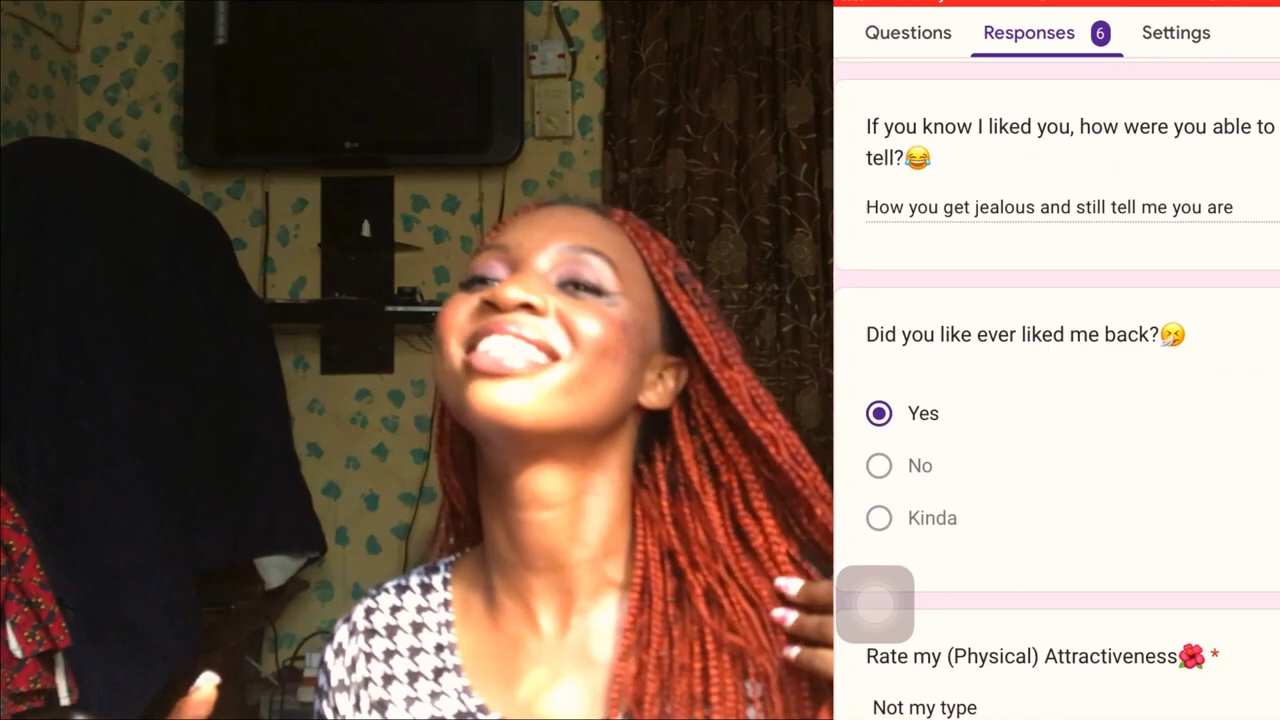 Questions Responses 6 Settings
If you know I liked you, how were you able to
tell?😂
How you get jealous and still tell me you are
Did you like ever liked me back?🤧
Yes
No
Kinda
Rate my (Physical) Attractiveness🌺 *
Not my type
LG